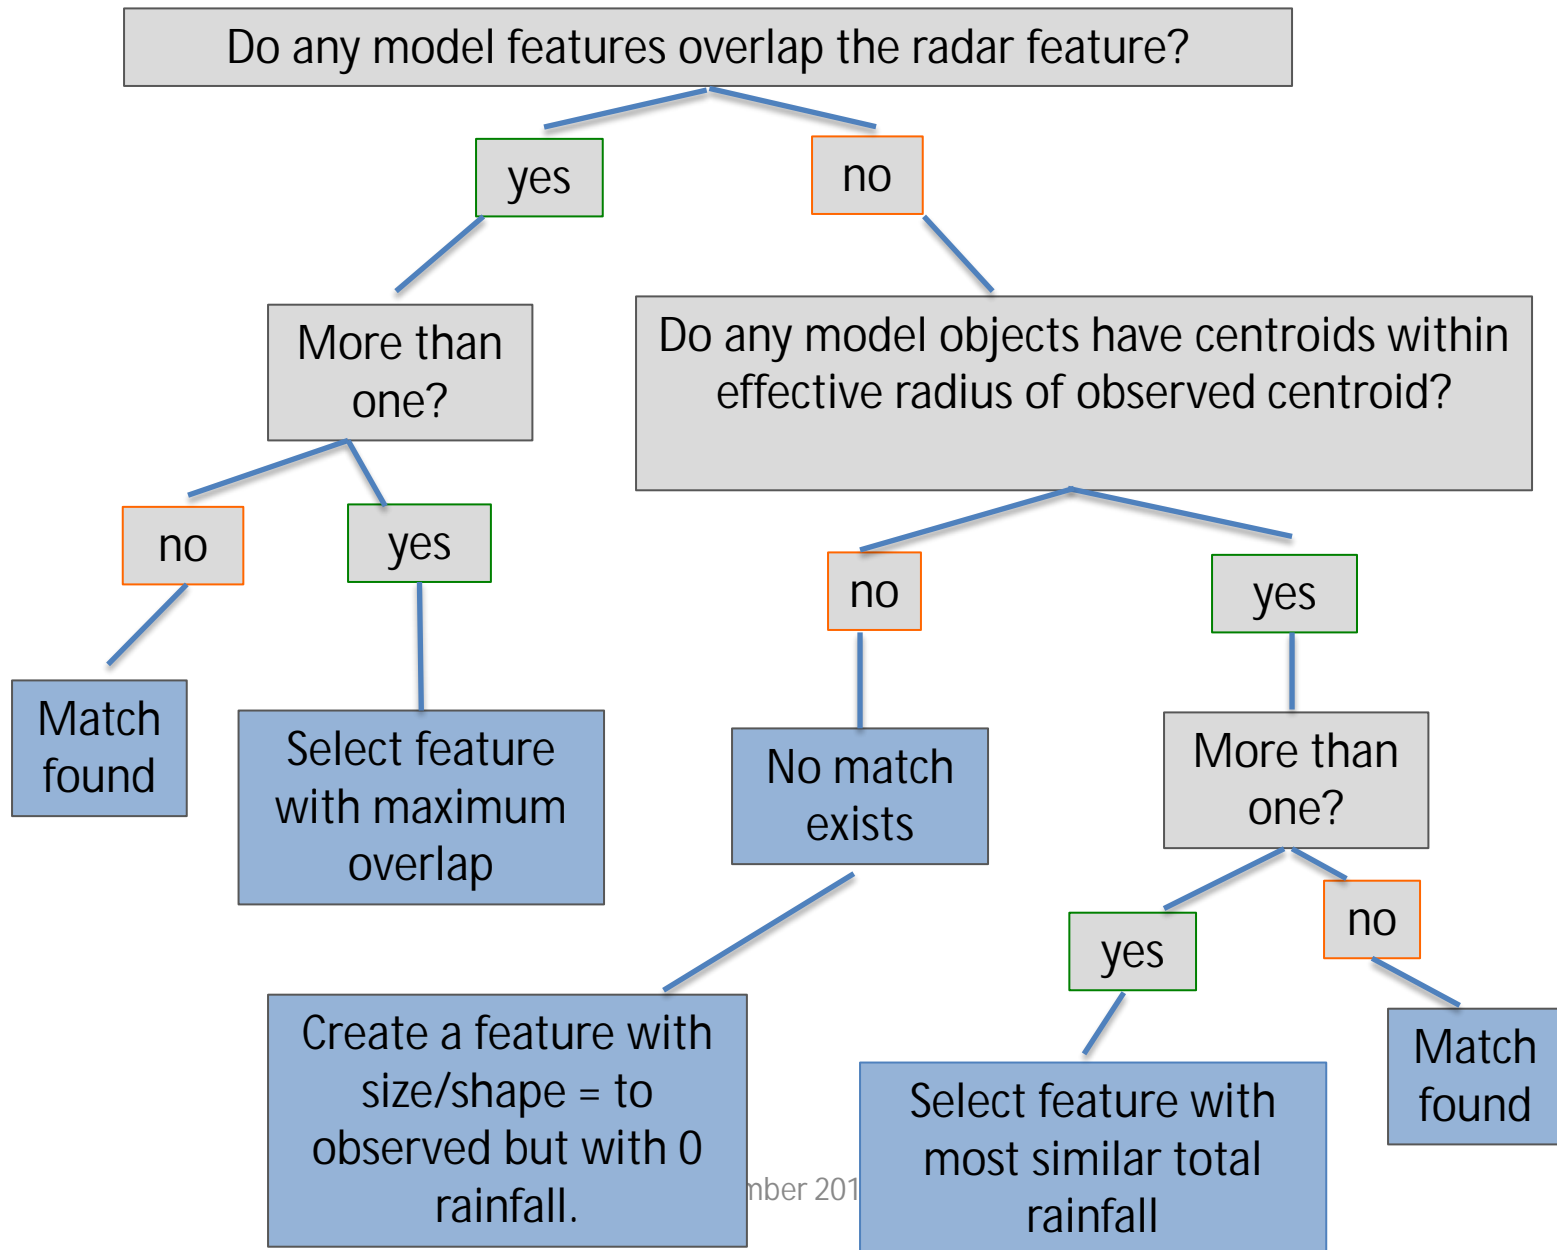 Do any model features overlap the radar feature?
yes
no
More than
one?
Do any model objects have centroids within
effective radius of observed centroid?
no
yes
no
yes
Match
found
Select feature
with maximum
overlap
No match
exists
More than
one?
yes
no
Create a feature with
size/shape = to
observed but with 0
rainfall.
Select feature with
most similar total
rainfall
Match
found